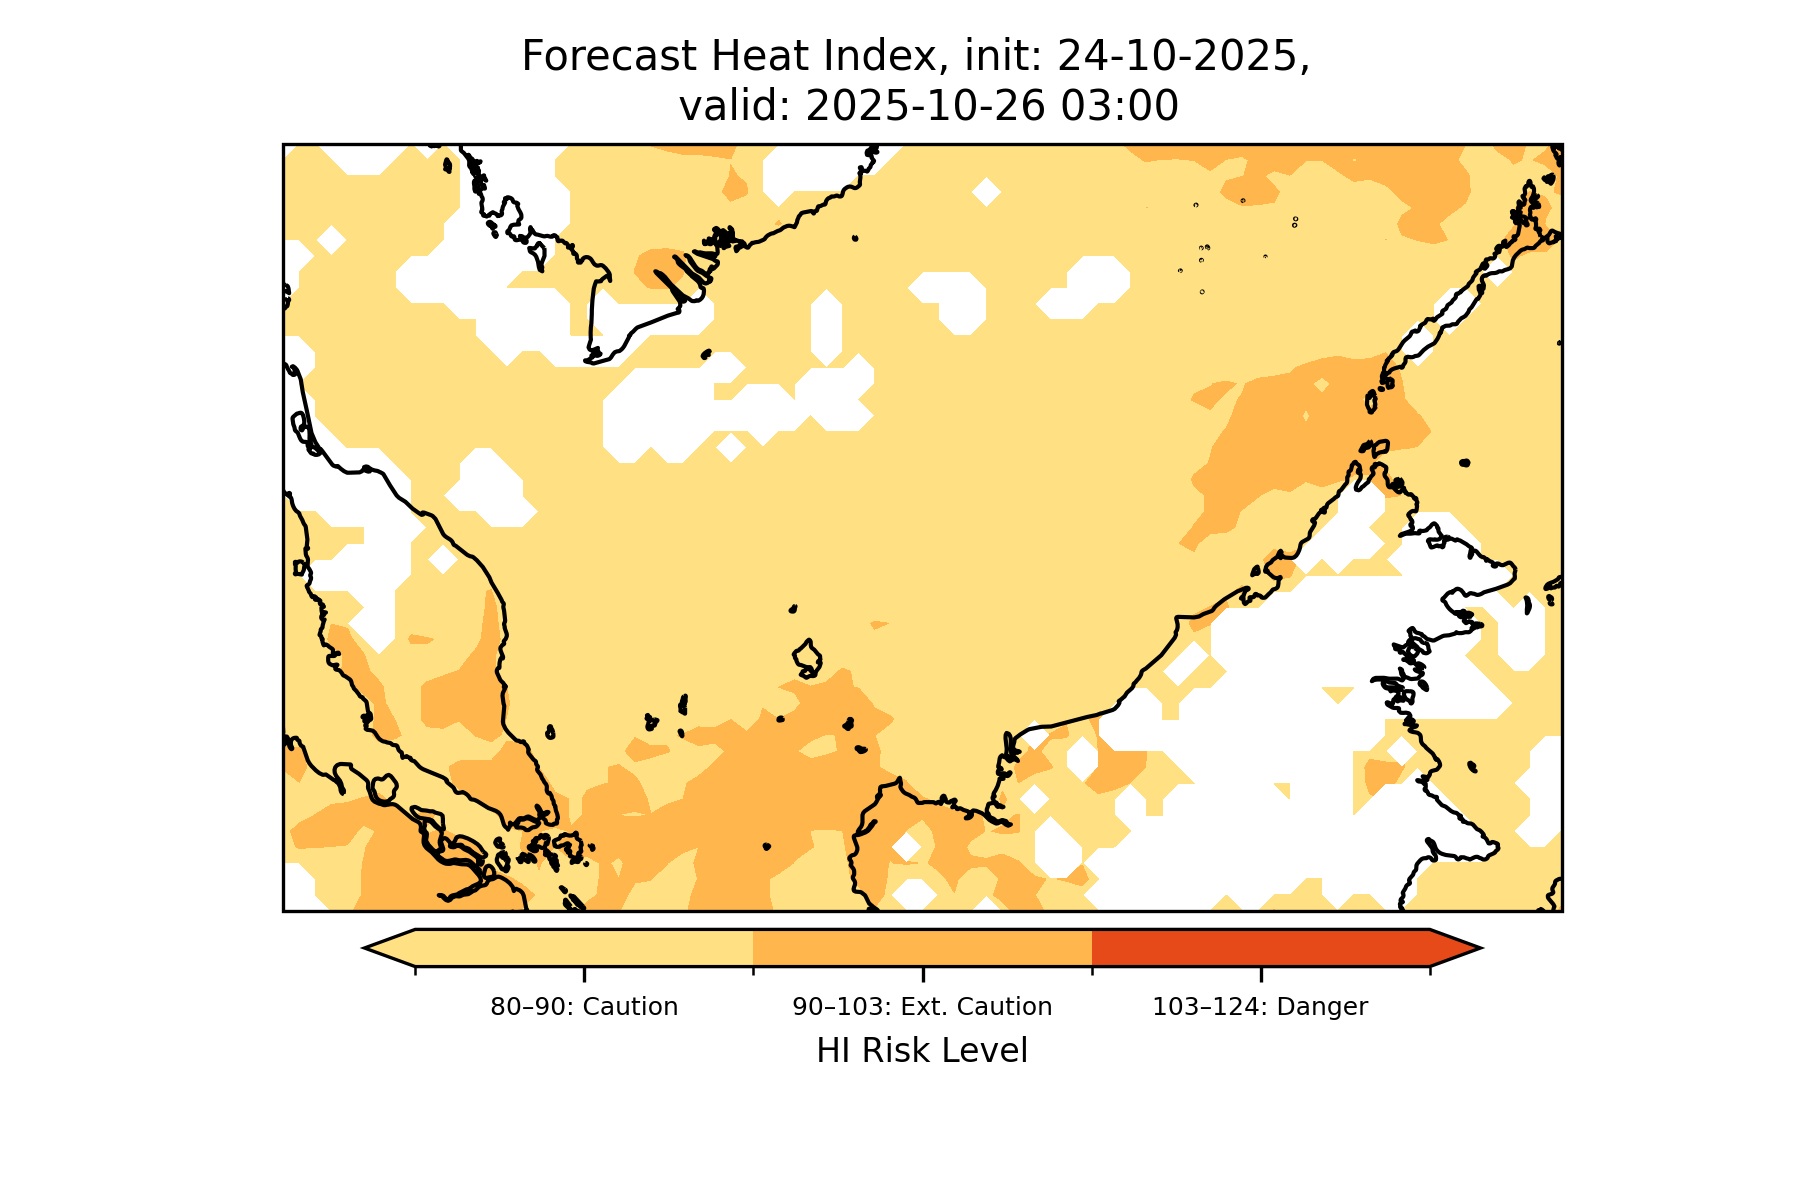 Forecast Heat Index, init: 24-10-2025,
valid: 2025-10-26 03:00
80–90: Caution
90–103: Ext. Caution
103–124: Danger
HI Risk Level